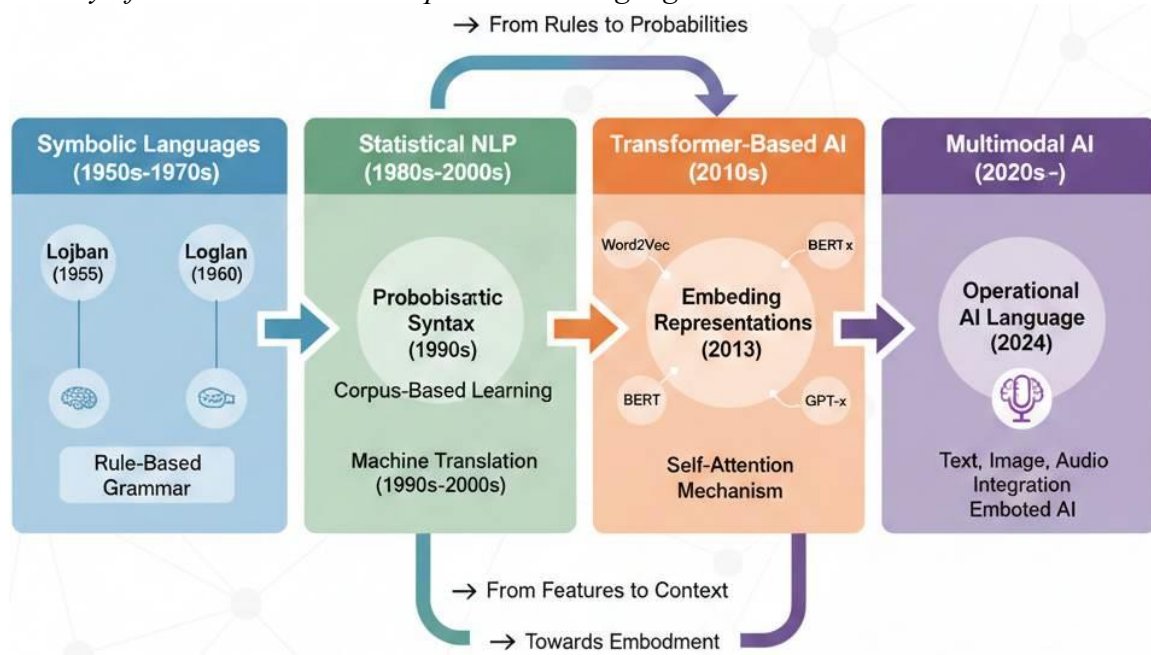 → From Rules to Probabilities
Symbolic Languages
(1950s-1970s)
Lojban
(1955)
Loglan
(1960)
Rule-Based
Grammar
Statistical NLP
(1980s-2000s)
Syntax
(1990s)
Corpus-Based Learning
Machine Translation
(1990s-2000s)
Transformer-Based AI
(2010s)
Word2Vec
BERTx
Embeding
Representations
(2013)
BERT
GPT-x
Self-Attention
Mechanism
Multimodal AI
(2020s-)
Operational
AI Language
(2024)
Text, Image, Audio
Integration
Emboted AI
→ From Features to Context
→ Towards Embodment